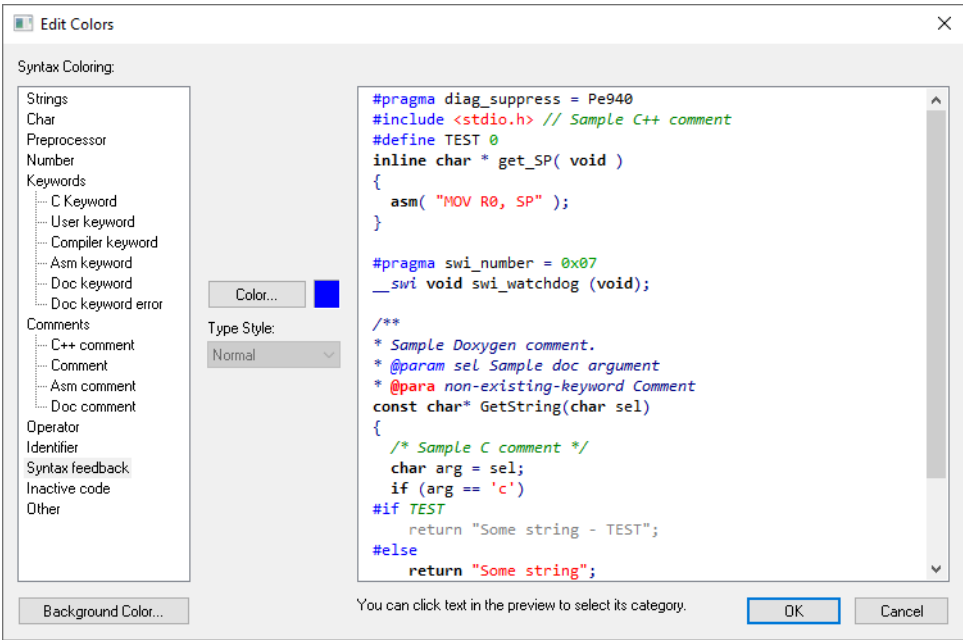 Edit Colors
Syntax Coloring:
Strings
Char
Preprocessor
Number
Keywords
C Keyword
User keyword
Compiler keyword
Asm keyword
Doc keyword
Doc keyword error
Comments
C++ comment
Comment
Asm comment
Doc comment
Operator
Identifier
Syntax feedback
Inactive code
Other
Background Color...
Color...
Type Style:
Normal
#pragma diag_suppress = Pe940
#include <stdio.h> // Sample C++ comment
#define TEST 0
inline char * get_SP( void )
{
asm( "MOV R0, SP" );
}
#pragma swi_number = 0x07
__swi void swi_watchdog (void);
/**
* Sample Doxygen comment.
* @param sel Sample doc argument
* @para non-existing-keyword Comment
const char* GetString(char sel)
{
/* Sample C comment */
char arg = sel;
if (arg == 'c')
#if TEST
return "Some string - TEST";
#else
return "Some string";
You can click text in the preview to select its category.
OK
Cancel